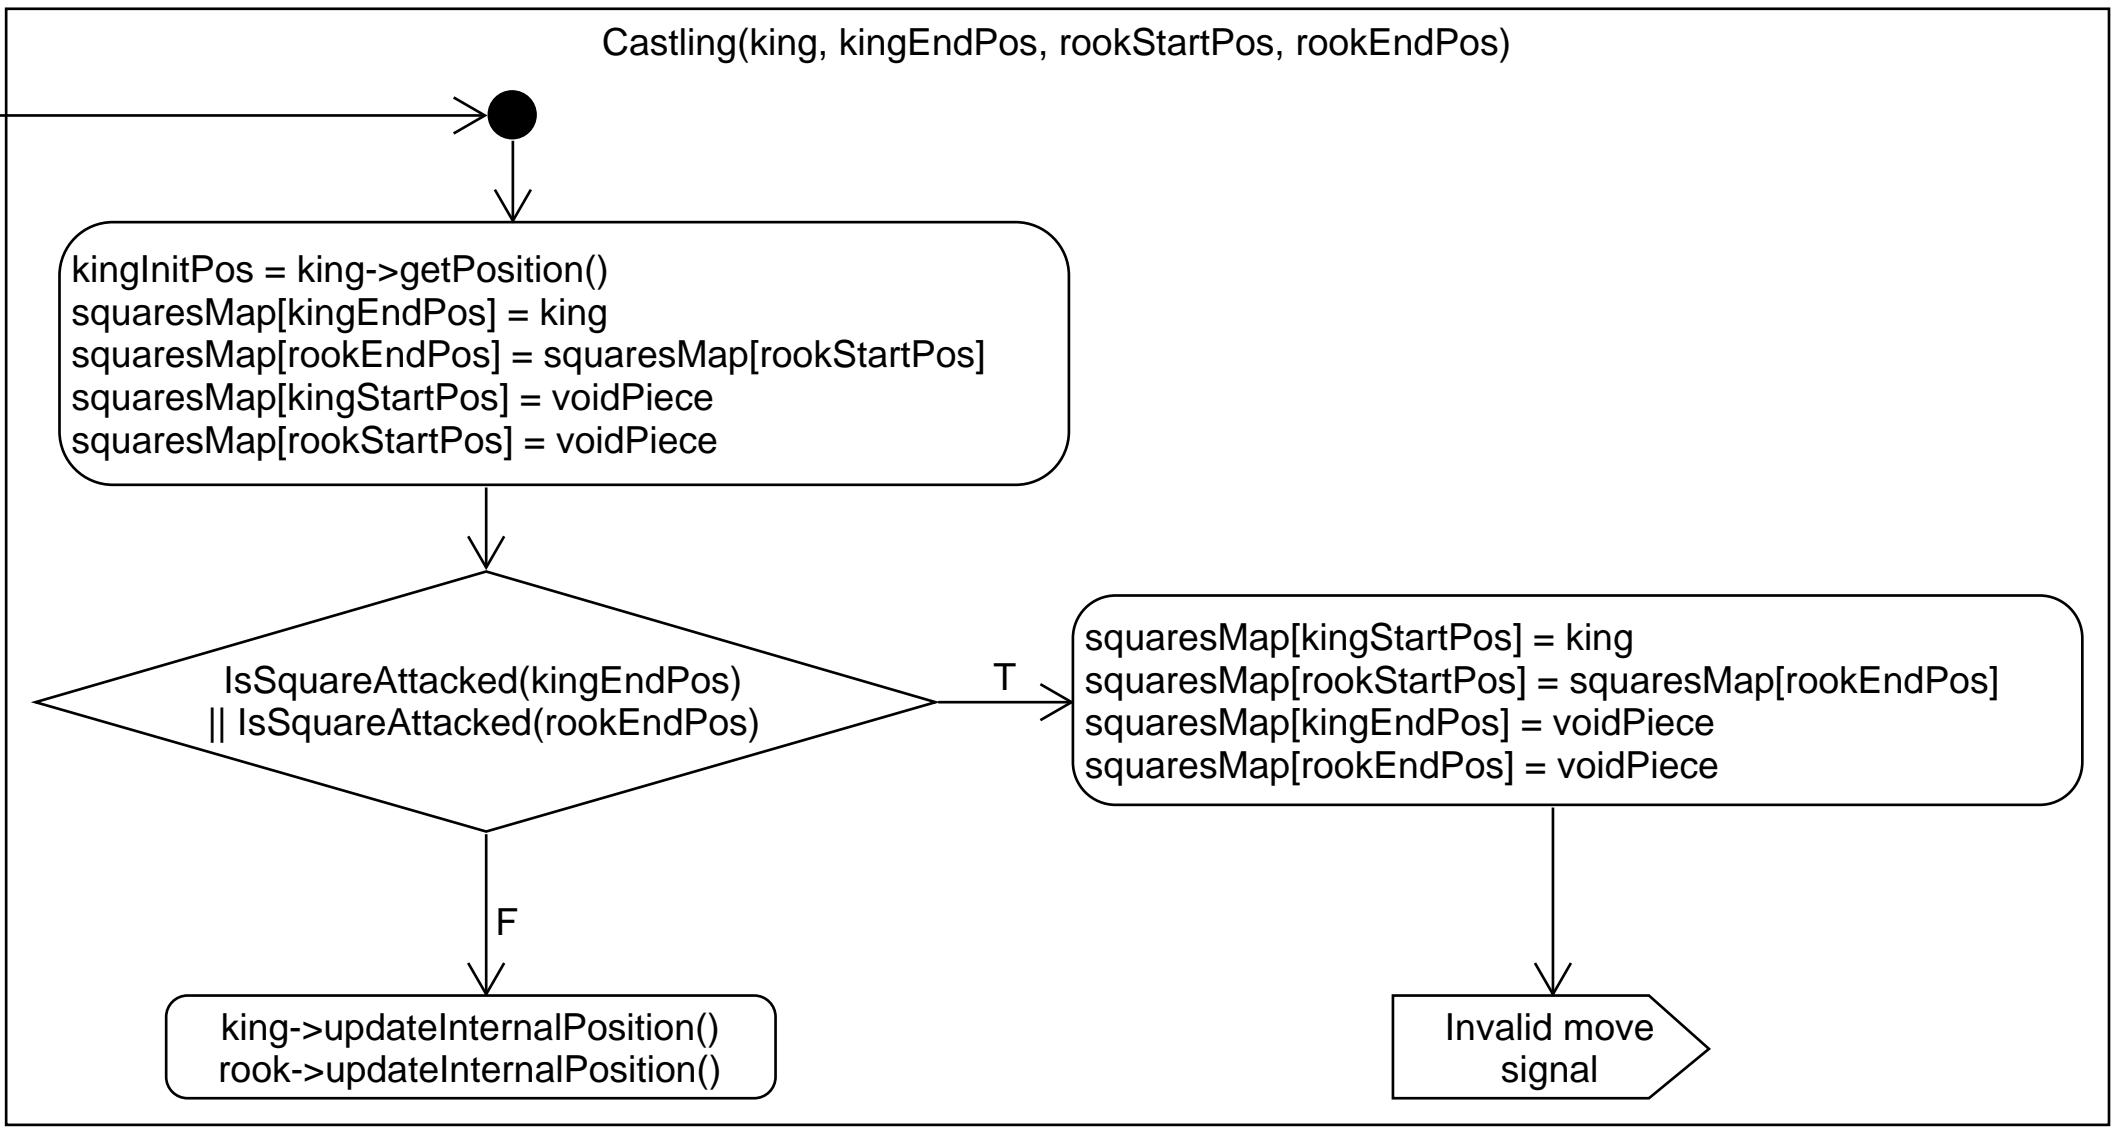 Castling(king, kingEndPos, rookStartPos, rookEndPos)
kingInitPos = king->getPosition()
squaresMap[kingEndPos] = king
squaresMap[rookEndPos] = squaresMap[rookStartPos]
squaresMap[kingStartPos] = voidPiece
squaresMap[rookStartPos] = voidPiece
IsSquareAttacked(kingEndPos)
|| IsSquareAttacked(rookEndPos)
T
squaresMap[kingStartPos] = king
squaresMap[rookStartPos] = squaresMap[rookEndPos]
squaresMap[kingEndPos] = voidPiece
squaresMap[rookEndPos] = voidPiece
F
king->updateInternalPosition()
rook->updateInternalPosition()
Invalid move
signal